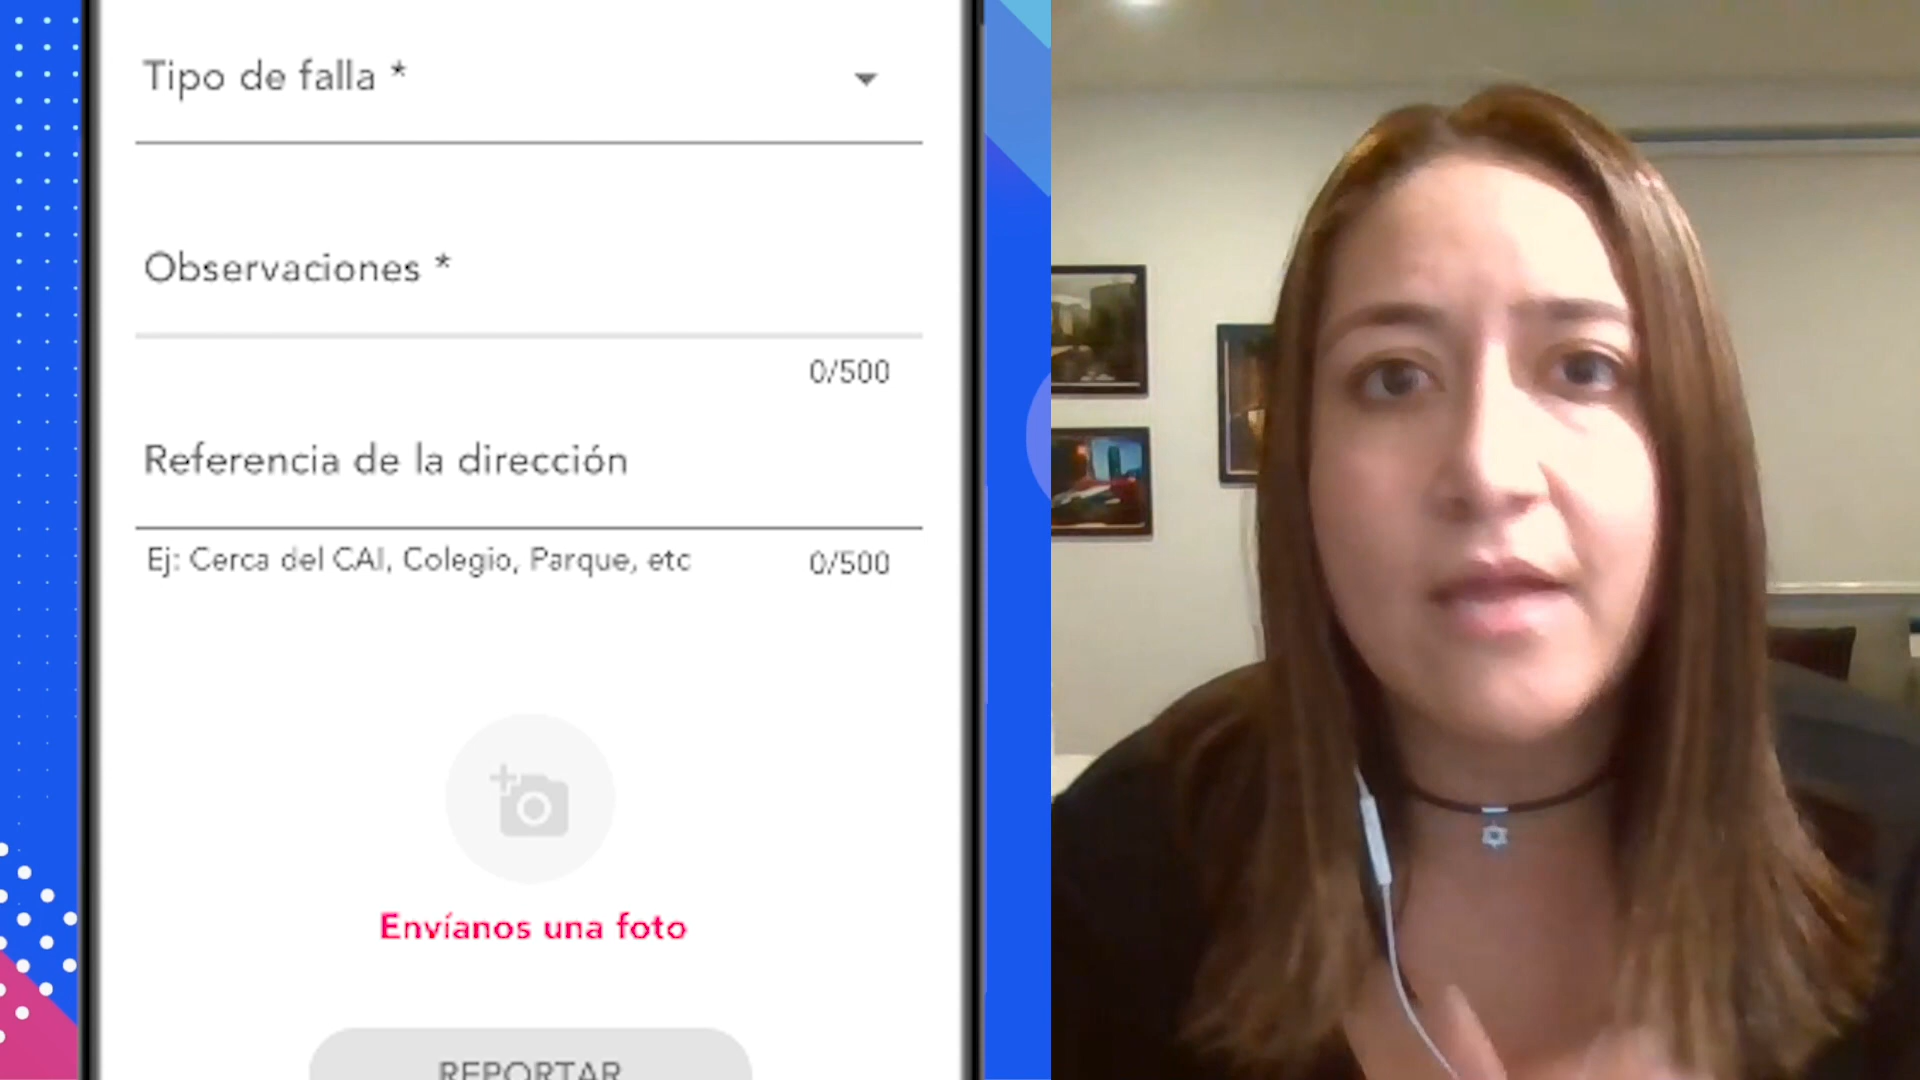 Tipo de falla *
Observaciones *
0/500
Referencia de la dirección
Ej: Cerca del CAI, Colegio, Parque, etc 0/500
Envíanos una foto
REPORTAR